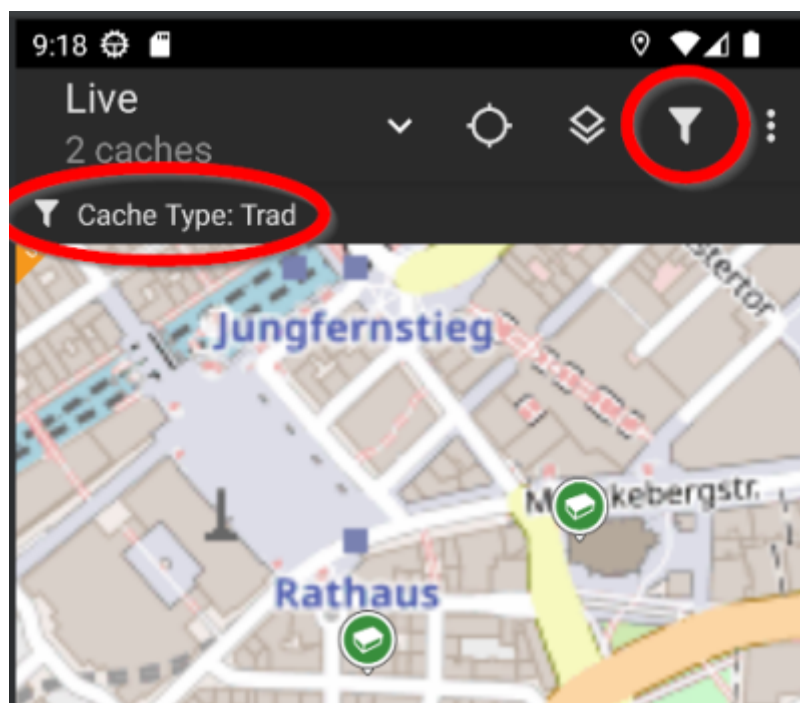 9:18
Live
2 caches
Cache Type: Trad
stertor
Jungfernstieg
kebergstr.
Rathaus